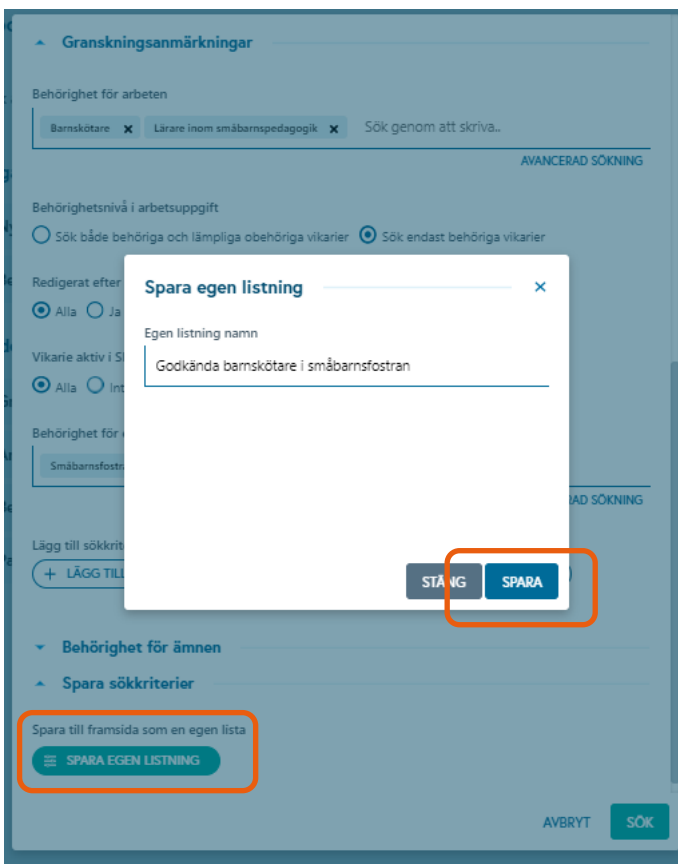 Granskningsanmärkningar
Behörighet för arbeten
Barnskötare x Lärare inom småbarnspedagogik x Sök genom att skriva..
AVANCERAD SÖKNING
Behörighetsnivå i arbetsuppgift
Sök både behöriga och lämpliga obehöriga vikarier Sök endast behöriga vikarier
Redigerat efter
Alla Ja
Spara egen listning ×
Egen listning namn
Godkända barnskötare i småbarnsfostran
Vikarie aktiv i
Alla Int
Behörighet för
Småbarnsfostra
AD SÖKNING
Lägg till sökkrit
+ LÄGG TILL
STÄNG SPARA
Behörighet för ämnen
Spara sökkriterier
Spara till framsida som en egen lista
SPARA EGEN LISTNING
AVBRYT SÖK